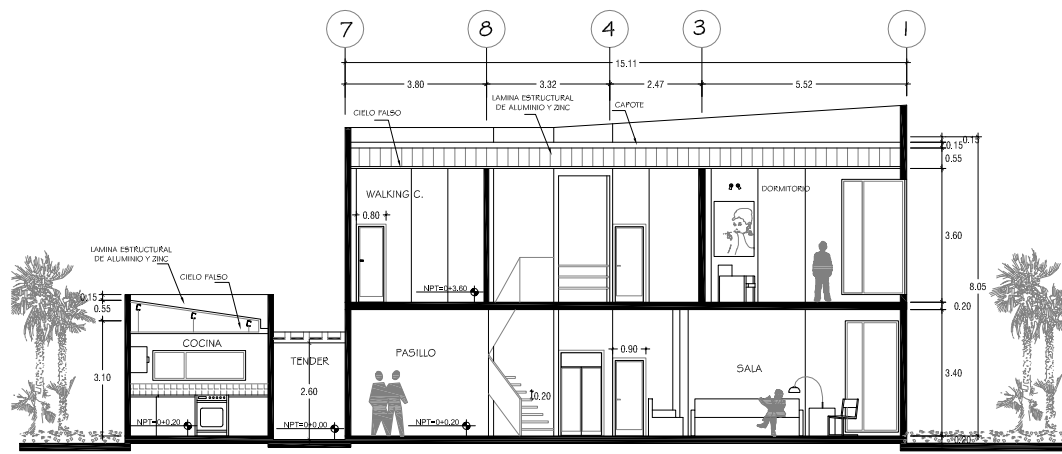 7
8
4
3
1
15.11
3.80
3.32
2.47
5.52
LAMINA ESTRUCTURAL
DE ALUMINIO Y ZINC
CAPOTE
CIELO FALSO
0.15
0.15
0.55
WALKING C.
DORMITORIO
0.80
3.60
LAMINA ESTRUCTURAL
DE ALUMINIO Y ZINC
CIELO FALSO
NPT=0+3.60
8.05
0.15
0.55
0.20
COCINA
TENDER
PASILLO
0.90
SALA
3.10
2.60
3.40
0.20
NPT=0+0.20
NPT=0+0.00
NPT=0+0.20
0.20